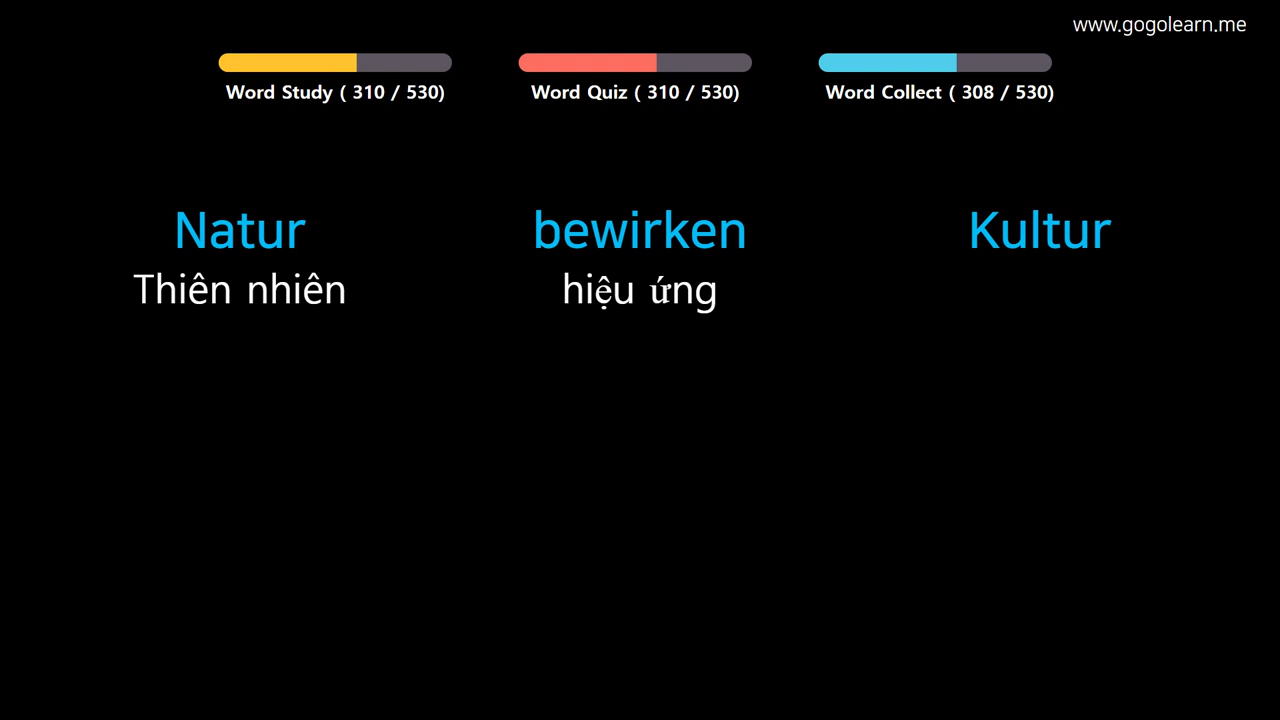 www.gogolearn.me
Word Study ( 310 / 530)
Word Quiz ( 310 / 530)
Word Collect ( 308 / 530)
Natur
Thiên nhiên
bewirken
hiệu ứng
Kultur